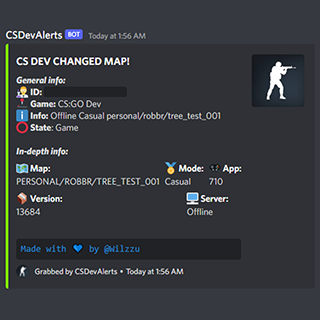 CSDevAlerts BOT Today at 1:56 AM
CS DEV CHANGED MAP!
General info:
ID:
Game: CS:GO Dev
Info: Offline Casual personal/robbr/tree_test_001
State: Game
In-depth info:
Map: Mode: App:
PERSONAL/ROBBR/TREE_TEST_001 Casual 710
Version: Server:
13684 Offline
Made with by @Wilzzu
Grabbed by CSDevAlerts • Today at 1:56 AM